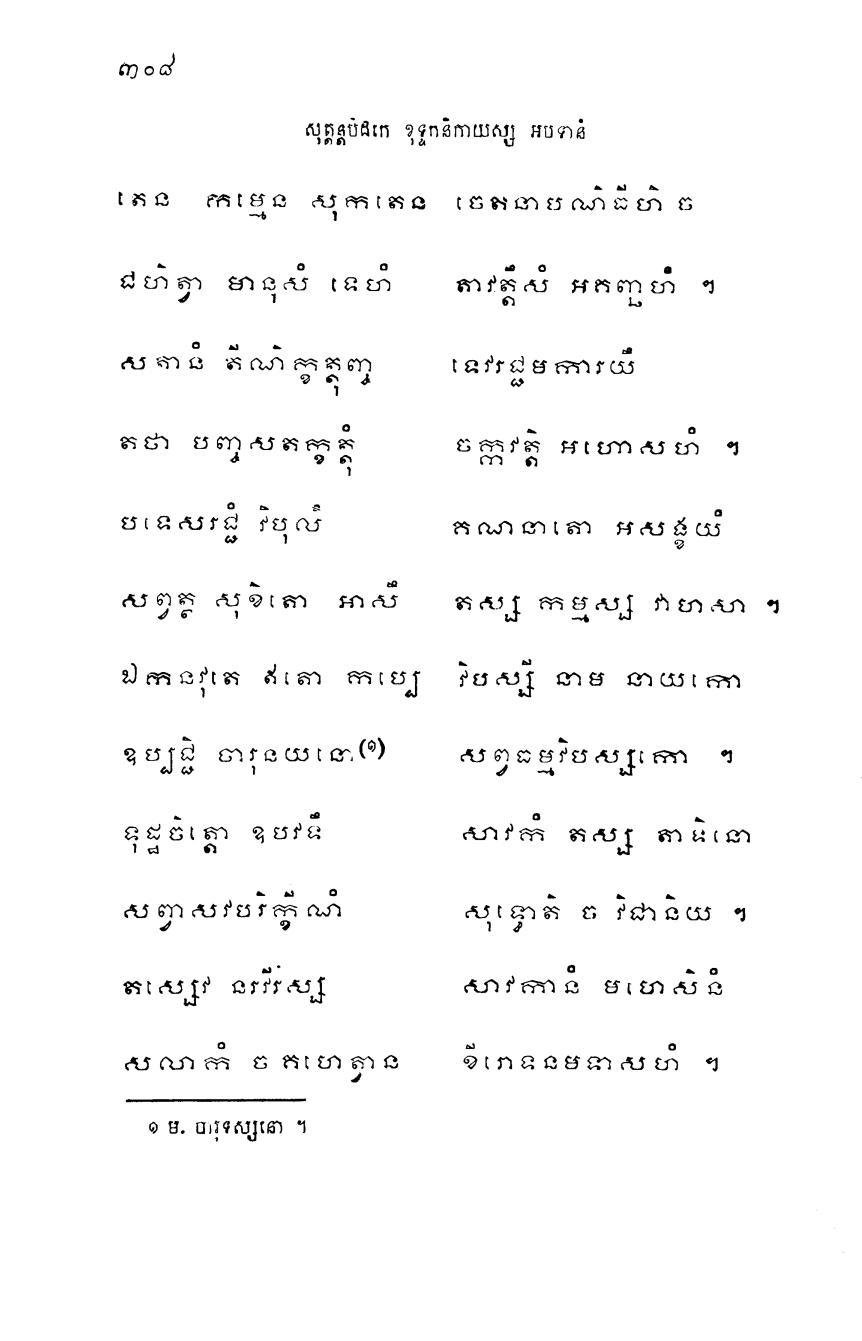 ៣០៨
សុត្តន្តបិដកេ ខុទ្ទកនិកាយស្ស អបទានំ
តេន កម្មេន សុកតេន ចេតនាបណិធីហិ ច
ជហិត្វា មានុសំ ទេហំ តាវត្តឹសំ អគញ្ឆហំ ។
សតានំ តីណិក្ខត្តុញ្ច ទេវរជ្ជមការយឹ
តថា បញ្ចសតក្ខត្តុំ ចក្កវត្តិ អហោសហំ ។
បទេសរជ្ជំ វិបុលំ គណនាតោ អសង្ខយំ
សព្វត្ថ សុខិតោ អាសឹ តស្ស កម្មស្ស វាហសា ។
ឯកនវុតេ ឥតោ កប្បេ វិបស្សី នាម នាយកោ
ឧប្បជ្ជិ ចារុនយនោ(១) សព្វធម្មវិបស្សកោ ។
ទុដ្ឋចិត្តោ ឧបវទឹ សាវកំ តស្ស តាទិនោ
សព្វាសវបរិក្ខីណំ សុទ្ធោតិ ច វិជានិយ ។
តស្សេវ នរវីរស្ស សាវកានំ មហេសិនំ
សលាកំ ច គហេត្វាន ខីរោទនមទាសហំ ។
១ ម. ចារុទស្សនោ ។